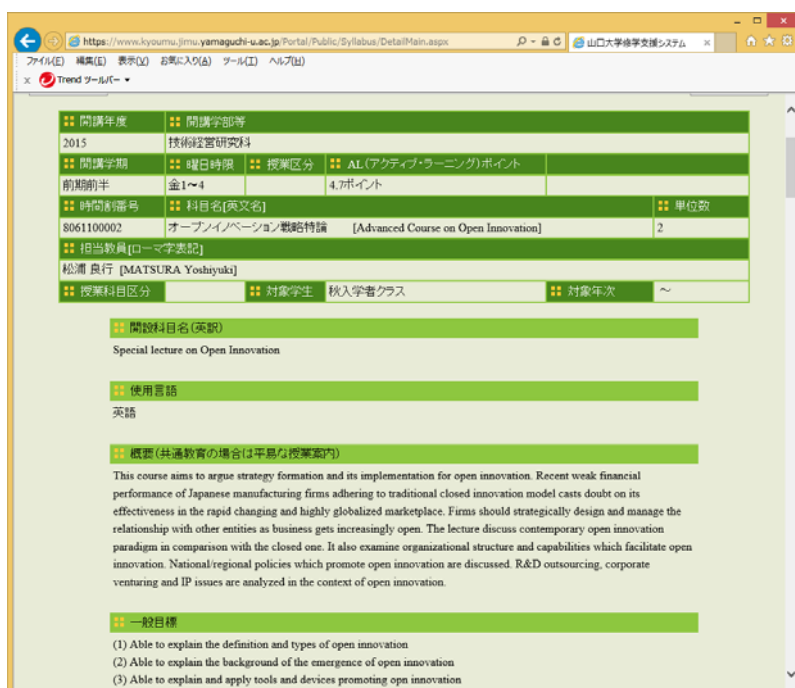 https://www.kyoumu.jimu.yamaguchi-u.ac.jp/Portal/Public/Syllabus/DetailMain.aspx
山口大学修学支援システム
ファイル(F) 編集(E) 表示(V) お気に入り(A) ツール(T) ヘルプ(H)
x Trend ツールバー
開講年度 開講学部等
2015 技術経営研究科
開講学期 曜日時限 授業区分 AL(アクティブ・ラーニング)ポイント
前期前半 金1~4 4.7ポイント
時間割番号 科目名[英文名] 単位数
8061100002 オープンイノベーション戦略特論 [Advanced Course on Open Innovation] 2
担当教員[ローマ字表記]
松浦 良行 [MATSURA Yoshiyuki]
授業科目区分 対象学生 秋入学者クラス 対象年次 ~
開設科目名(英訳)
Special lecture on Open Innovation
使用言語
英語
概要(共通教育の場合は平易な授業案内)
This course aims to argue strategy formation and its implementation for open innovation. Recent weak financial
performance of Japanese manufacturing firms adhering to traditional closed innovation model casts doubt on its
effectiveness in the rapid changing and highly globalized marketplace. Firms should strategically design and manage the
relationship with other entities as business gets increasingly open. The lecture discuss contemporary open innovation
paradigm in comparison with the closed one. It also examine organizational structure and capabilities which facilitate open
innovation. National/regional policies which promote open innovation are discussed. R&D outsourcing, corporate
venturing and IP issues are analyzed in the context of open innovation.
一般目標
(1) Able to explain the definition and types of open innovation
(2) Able to explain the background of the emergence of open innovation
(3) Able to explain and apply tools and devices promoting opn innovation